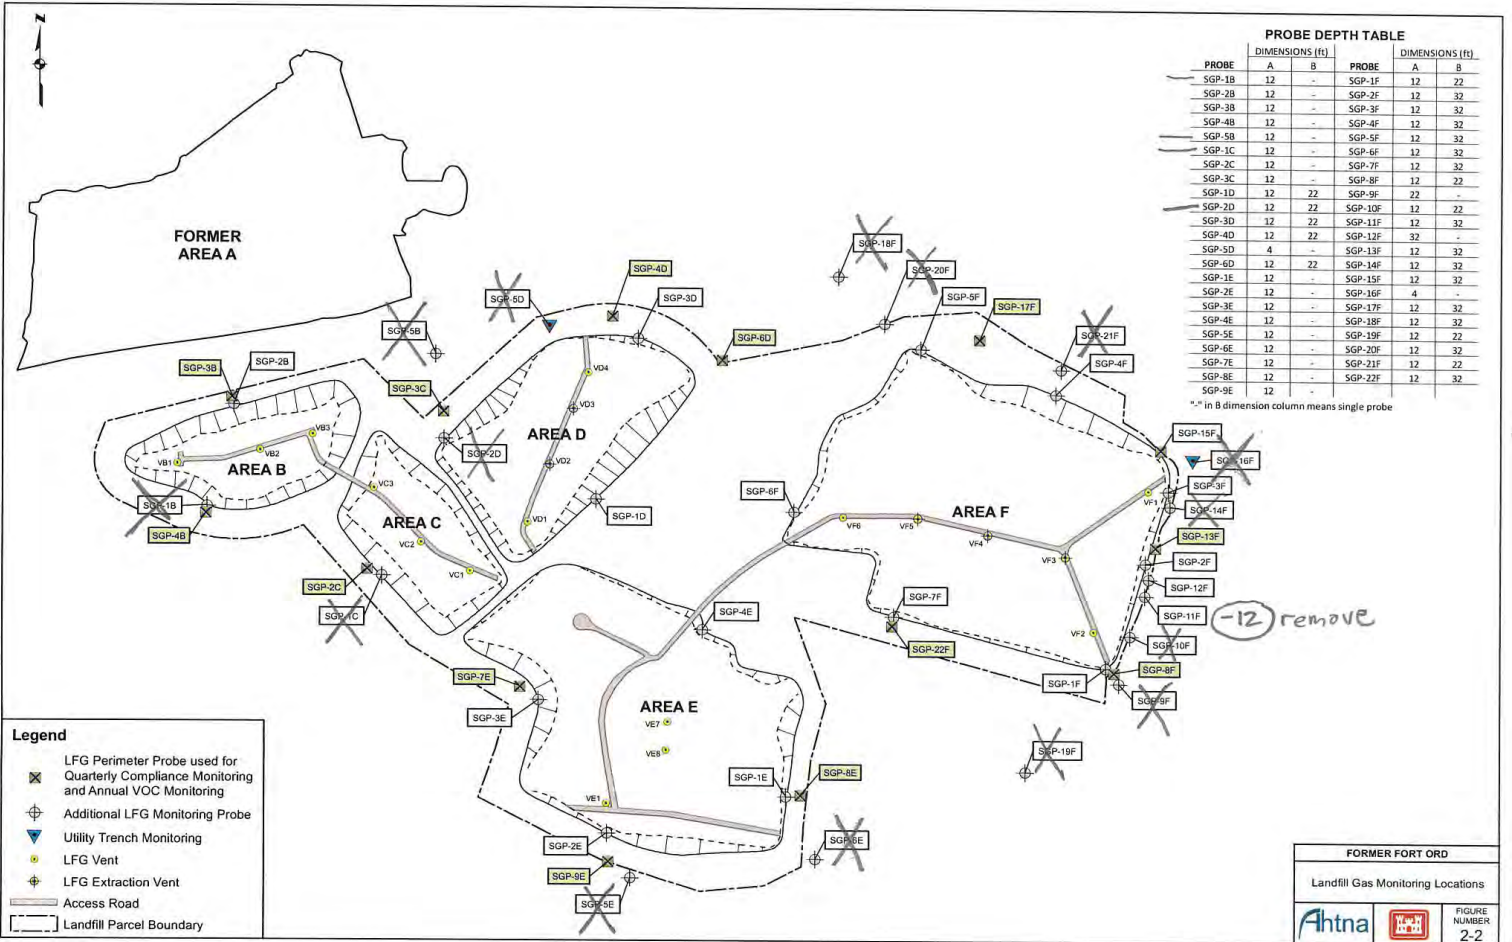 N
PROBE DEPTH TABLE
DIMENSIONS (ft) DIMENSIONS (ft)
PROBE A B PROBE A B
SGP-1B 12 - SGP-1F 12 22
SGP-2B 12 - SGP-2F 12 32
SGP-3B 12 - SGP-3F 12 32
SGP-4B 12 - SGP-4F 12 32
SGP-5B 12 - SGP-5F 12 32
SGP-1C 12 - SGP-6F 12 32
SGP-2C 12 - SGP-7F 12 32
SGP-3C 12 - SGP-8F 12 22
SGP-1D 12 22 SGP-9F 22 -
SGP-2D 12 22 SGP-10F 12 22
SGP-3D 12 22 SGP-11F 12 32
SGP-4D 12 22 SGP-12F 32 -
SGP-5D 4 - SGP-13F 12 32
SGP-6D 12 22 SGP-14F 12 32
SGP-1E 12 - SGP-15F 12 32
SGP-2E 12 - SGP-16F 4 -
SGP-3E 12 - SGP-17F 12 32
SGP-4E 12 - SGP-18F 12 32
SGP-5E 12 - SGP-19F 12 22
SGP-6E 12 - SGP-20F 12 32
SGP-7E 12 - SGP-21F 12 22
SGP-8E 12 - SGP-22F 12 32
SGP-9E 12 -
"-" in B dimension column means single probe
FORMER
AREA A
SGP-18F
SGP-20F
SGP-4D
SGP-5D
SGP-3D
SGP-5F
SGP-17F
SGP-5B
SGP-6D
SGP-21F
SGP-4F
SGP-3B
SGP-2B
SGP-3C
VD4
VD3
AREA D
SGP-2D
VD2
VB3
VB2
VB1
AREA B
SGP-15F
SGP-16F
SGP-3F
SGP-14F
SGP-1B
SGP-4B
VC3
AREA C
VC2
VC1
VD1
SGP-1D
SGP-6F
VF6
VF5
AREA F
VF4
VF1
VF3
SGP-13F
SGP-2F
SGP-12F
SGP-11F
-12 remove
SGP-2C
SGP-1C
SGP-4E
SGP-7F
SGP-22F
VF2
SGP-10F
SGP-8F
SGP-1F
SGP-9F
SGP-7E
SGP-3E
AREA E
VE7
VE8
SGP-19F
SGP-1E
SGP-8E
VE1
SGP-2E
SGP-6E
SGP-9E
SGP-5E
Legend
LFG Perimeter Probe used for
Quarterly Compliance Monitoring
and Annual VOC Monitoring
Additional LFG Monitoring Probe
Utility Trench Monitoring
LFG Vent
LFG Extraction Vent
Access Road
Landfill Parcel Boundary
FORMER FORT ORD
Landfill Gas Monitoring Locations
Ahtna
FIGURE
NUMBER
2-2